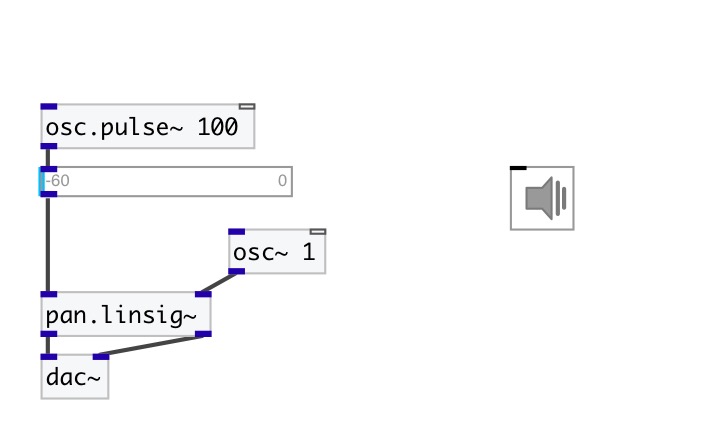 osc.pulse~ 100
-60 0
osc~ 1
pan.linsig~
dac~